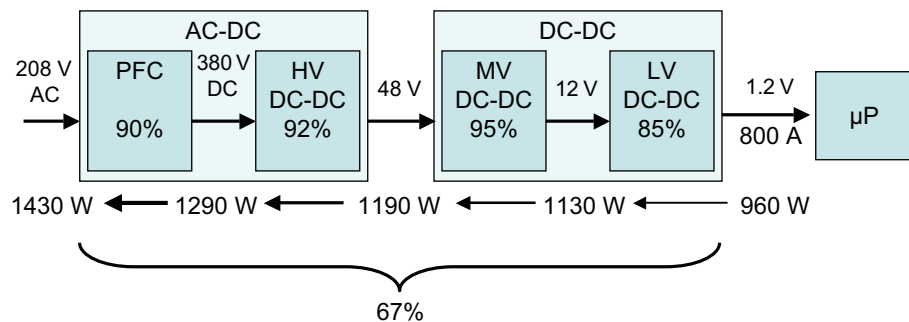 AC-DC
DC-DC
208 V
AC
PFC
90%
380 V
DC
HV
DC-DC
92%
48 V
MV
DC-DC
95%
12 V
LV
DC-DC
85%
1.2 V
800 A
µP
1430 W
1290 W
1190 W
1130 W
960 W
67%